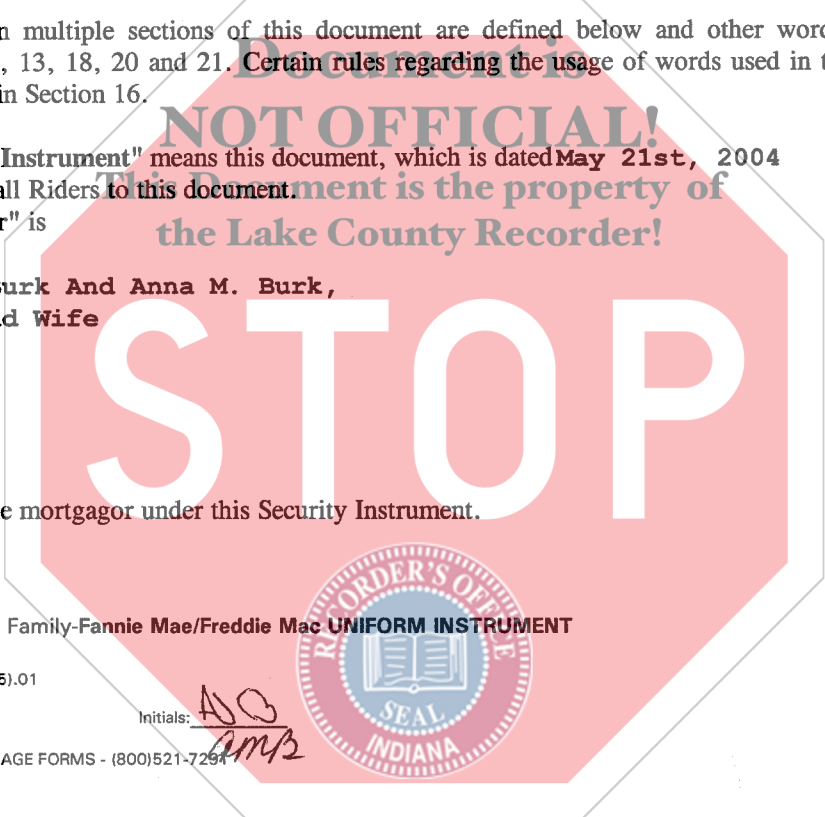 n multiple sections of this document are defined below and other word
, 13, 18, 20 and 21. Certain rules regarding the usage of words used in t
in Section 16.
Document is
NOT OFFICIAL!
Instrument" means this document, which is dated May 21st, 2004
all Riders to this document.
This Document is the property of
r" is
the Lake County Recorder!
urk And Anna M. Burk,
d Wife
STOP
e mortgagor under this Security Instrument.
RECORDER'S OFFICE
Family-Fannie Mae/Freddie Mac UNIFORM INSTRUMENT
5).01
Initials:
AMB
SEAL
INDIANA
AGE FORMS - (800)521-7291